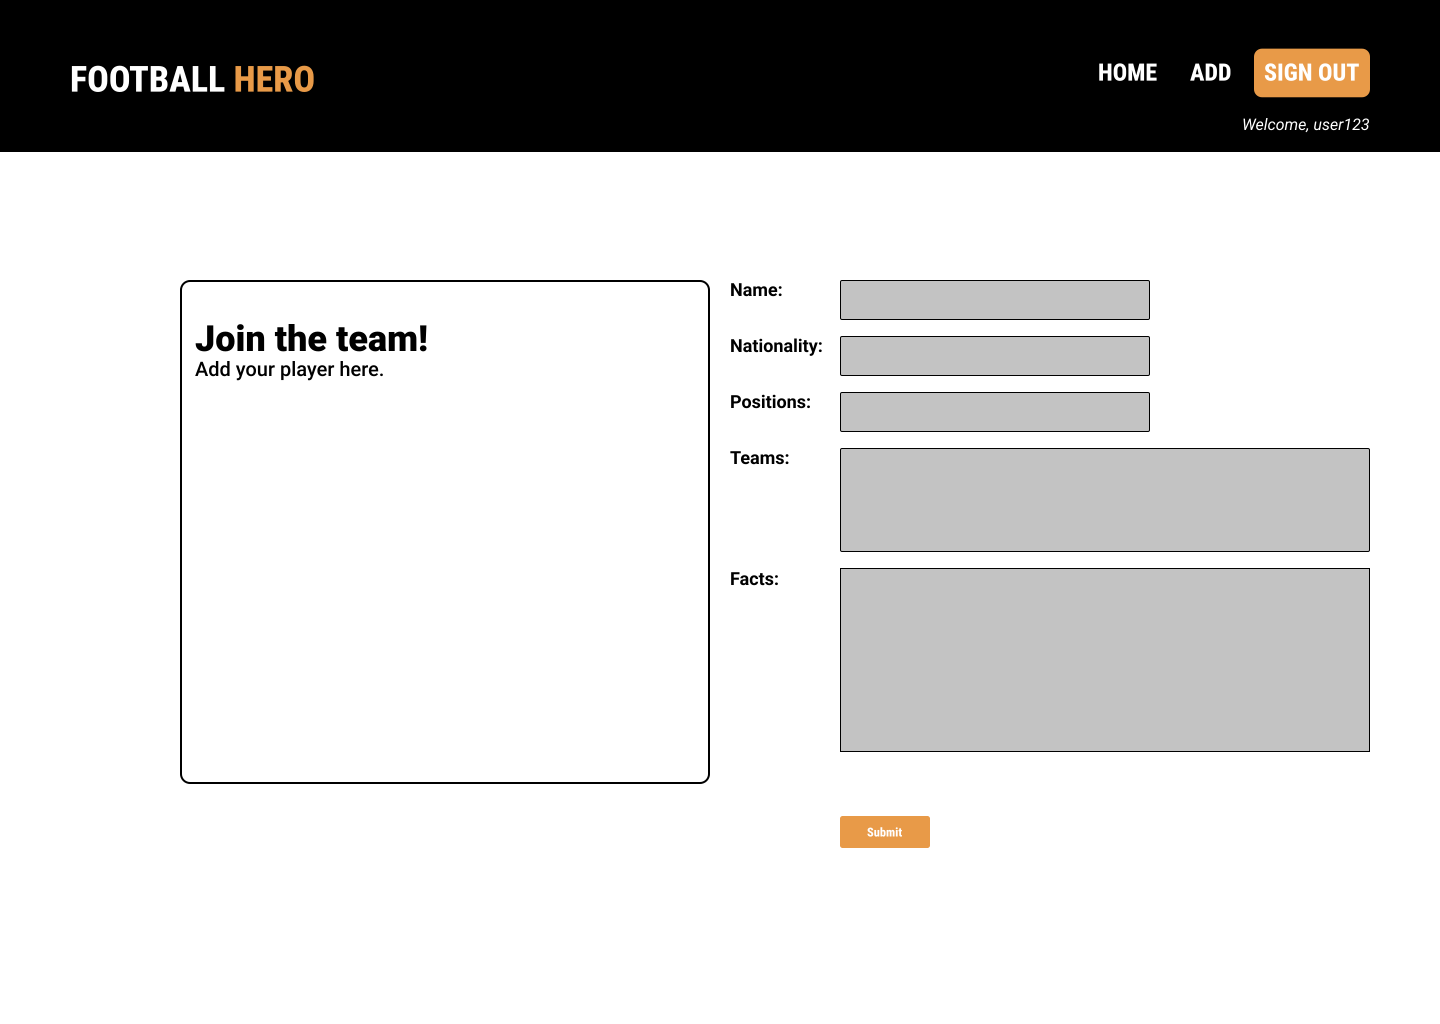 FOOTBALL HERO
HOME ADD SIGN OUT
Welcome, user123
Join the team!
Add your player here.
Name:
Nationality:
Positions:
Teams:
Facts:
Submit